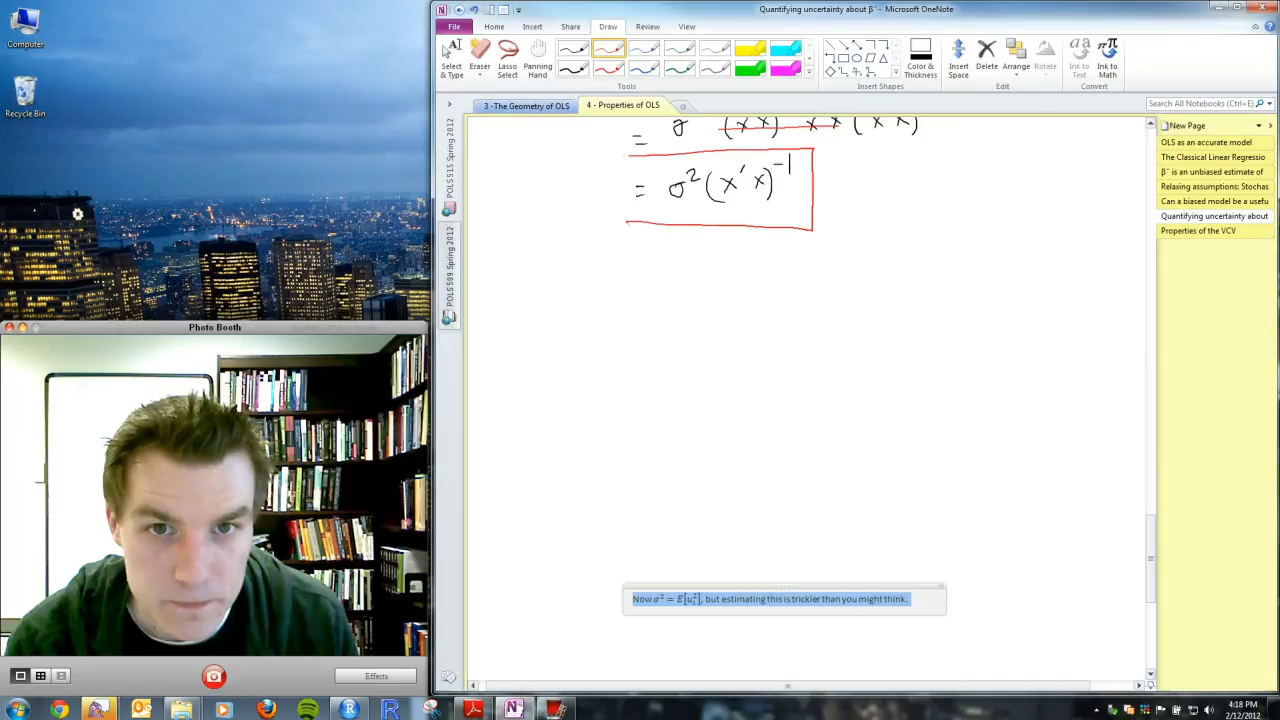 Quantifying uncertainty about β^ - Microsoft OneNote
Computer
Recycle Bin
File Home Insert Share Draw Review View
Select & Type
Eraser
Lasso Select
Panning Hand
Tools
Insert Shapes
Color & Thickness
Insert Space
Delete
Arrange
Rotate
Edit
Ink to Text
Ink to Math
Convert
3 -The Geometry of OLS
4 - Properties of OLS
Search All Notebooks (Ctrl+E)
POLS 515 Spring 2012
POLS 509 Spring 2012
New Page
OLS as an accurate model
The Classical Linear Regressio
β^ is an unbiased estimate of
Relaxing assumptions: Stochas
Can a biased model be a usefu
Quantifying uncertainty about
Properties of the VCV
= σ² (x'x)⁻¹
Photo Booth
Now σ² = E[uₜ²], but estimating this is trickier than you might think.
Effects
4:18 PM
2/12/2012